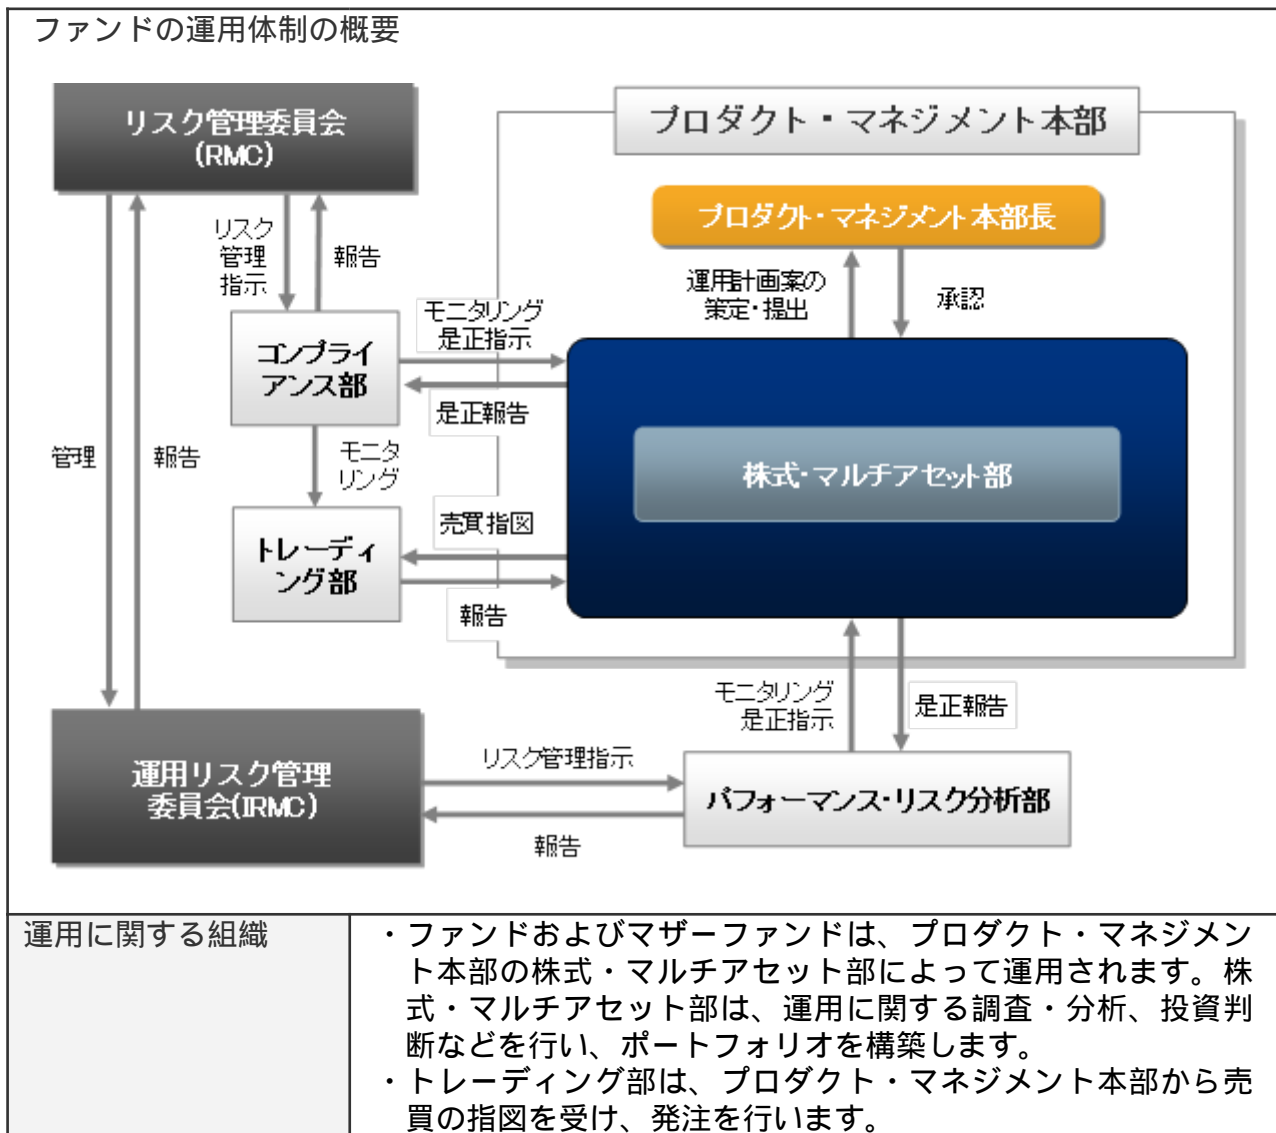 ファンドの運用体制の概要
リスク管理委員会
(RMC)
プロダクト・マネジメント本部
プロダクト・マネジメント本部長
リスク
管理
指示
報告
運用計画案の
策定・提出
承認
モニタリング
是正指示
コンプライ
アンス部
是正報告
管理
報告
モニタ
リング
株式・マルチアセット部
売買指図
トレーディ
ング部
報告
モニタリング
是正指示
是正報告
運用リスク管理
委員会(IRMC)
リスク管理指示
パフォーマンス・リスク分析部
報告
運用に関する組織
・ファンドおよびマザーファンドは、プロダクト・マネジメン
ト本部の株式・マルチアセット部によって運用されます。株
式・マルチアセット部は、運用に関する調査・分析、投資判
断などを行い、ポートフォリオを構築します。
・トレーディング部は、プロダクト・マネジメント本部から売
買の指図を受け、発注を行います。